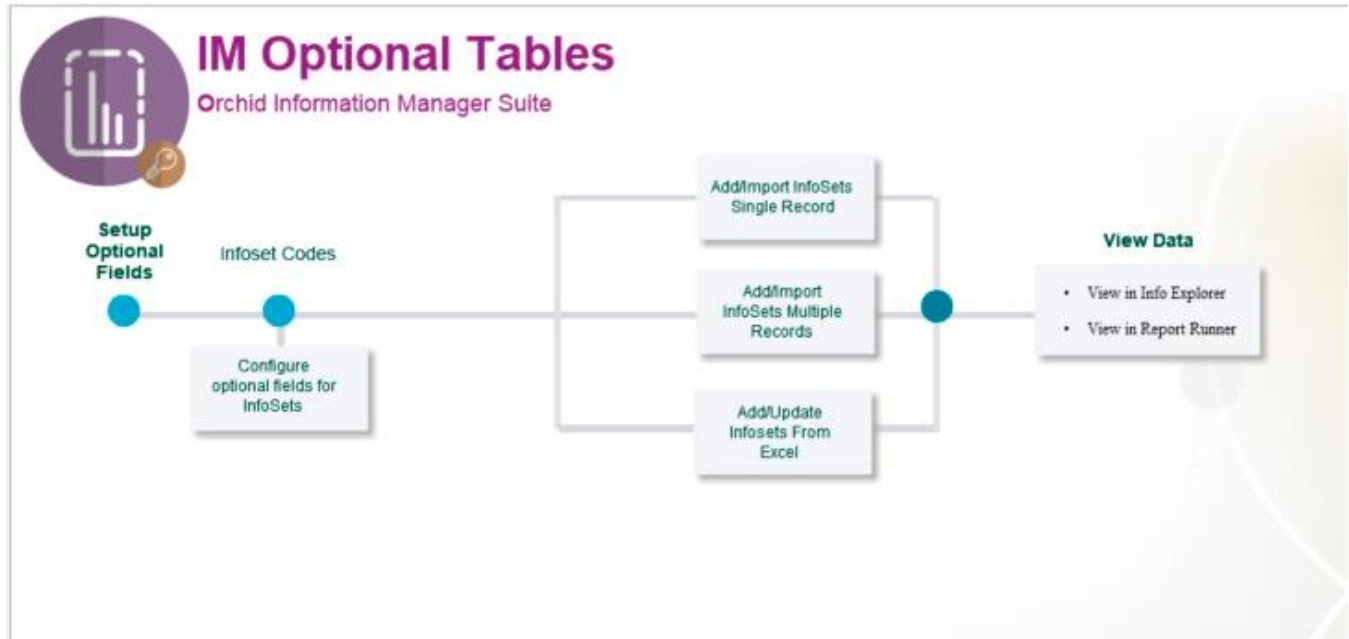 IM Optional Tables
Orchid Information Manager Suite
Setup
Optional
Fields
Infoset Codes
Configure
optional fields for
InfoSets
Add/Import InfoSets
Single Record
Add/Import
InfoSets Multiple
Records
Add/Update
Infosets From
Excel
View Data
• View in Info Explorer
• View in Report Runner